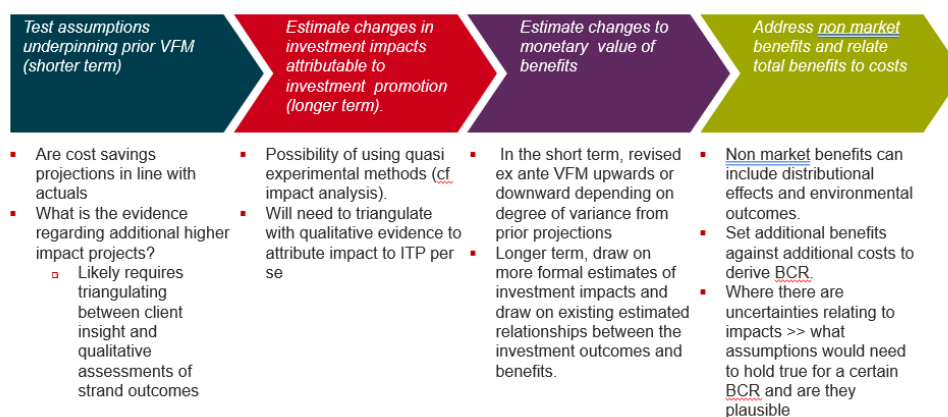 Test assumptions
underpinning prior VFM
(shorter term)
Estimate changes in
investment impacts
attributable to
investment promotion
(longer term).
Estimate changes to
monetary value of
benefits
Address non market
benefits and relate
total benefits to costs
▪ Are cost savings
projections in line with
actuals
▪ What is the evidence
regarding additional higher
impact projects?
▫ Likely requires
triangulating
between client
insight and
qualitative
assessments of
strand outcomes
▪ Possibility of using quasi
experimental methods (cf
impact analysis).
▪ Will need to triangulate
with qualitative evidence to
attribute impact to ITP per
se
▪ In the short term, revised
ex ante VFM upwards or
downward depending on
degree of variance from
prior projections
▪ Longer term, draw on
more formal estimates of
investment impacts and
draw on existing estimated
relationships between the
investment outcomes and
benefits.
▪ Non market benefits can
include distributional
effects and environmental
outcomes.
▪ Set additional benefits
against additional costs to
derive BCR.
▪ Where there are
uncertainties relating to
impacts >> what
assumptions would need
to hold true for a certain
BCR and are they
plausible